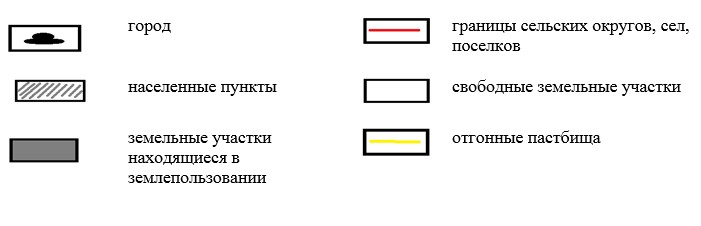 город
населенные пункты
земельные участки
находящиеся в
землепользовании
границы сельских округов, сел,
поселков
свободные земельные участки
отгонные пастбища